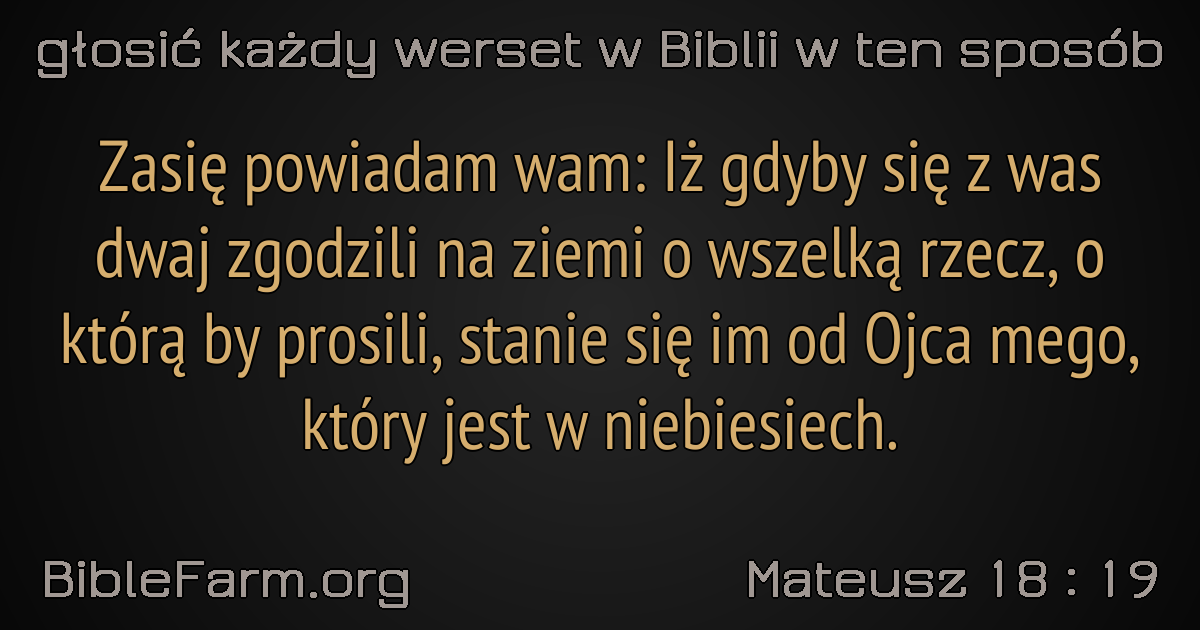 głosić każdy werset w Biblii w ten sposób
Zasię powiadam wam: Iż gdyby się z was
dwaj zgodzili na ziemi o wszelką rzecz, o
którą by prosili, stanie się im od Ojca mego,
który jest w niebiesiech.
BibleFarm.org
Mateusz 18 : 19